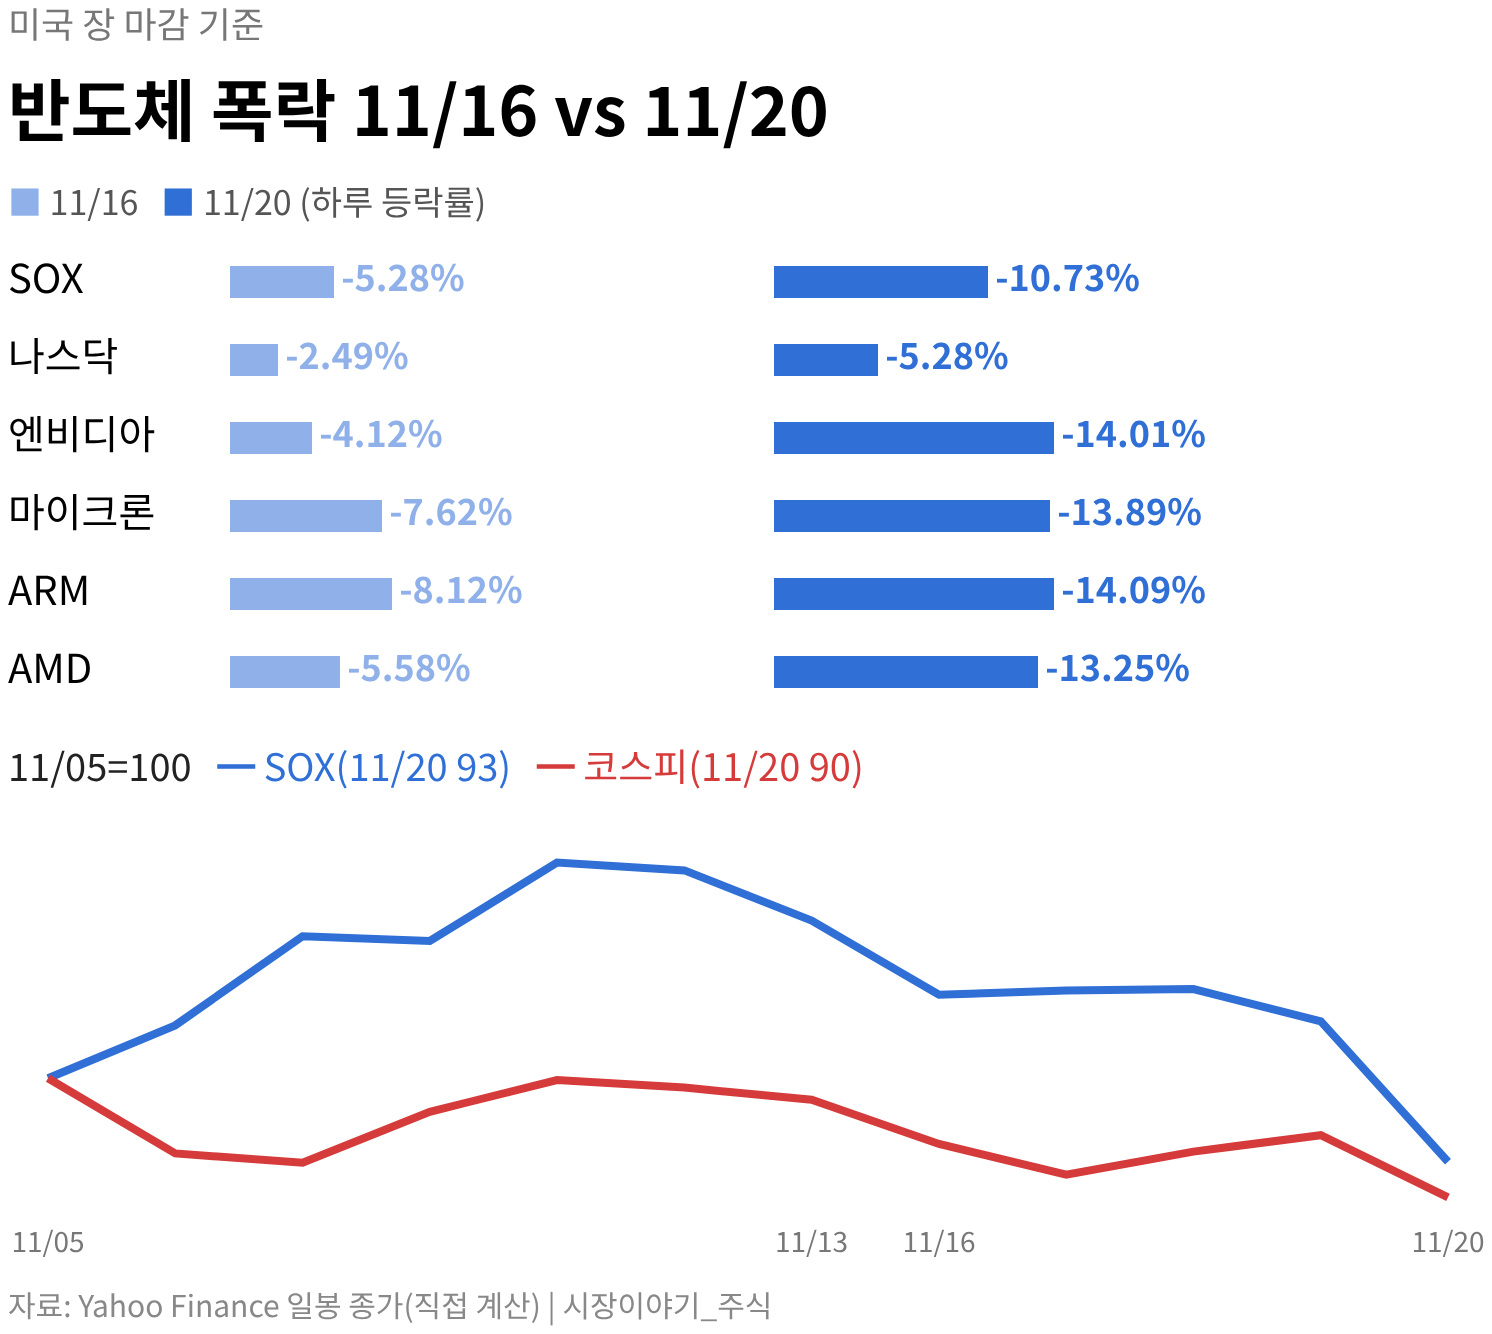 미국 장 마감 기준
반도체 폭락 11/16 vs 11/20
11/16 11/20 (하루 등락률)
SOX -5.28% -10.73%
나스닥 -2.49% -5.28%
엔비디아 -4.12% -14.01%
마이크론 -7.62% -13.89%
ARM -8.12% -14.09%
AMD -5.58% -13.25%
11/05=100 SOX(11/20 93) 코스피(11/20 90)
11/05 11/13 11/16 11/20
자료: Yahoo Finance 일봉 종가(직접 계산) | 시장이야기_주식